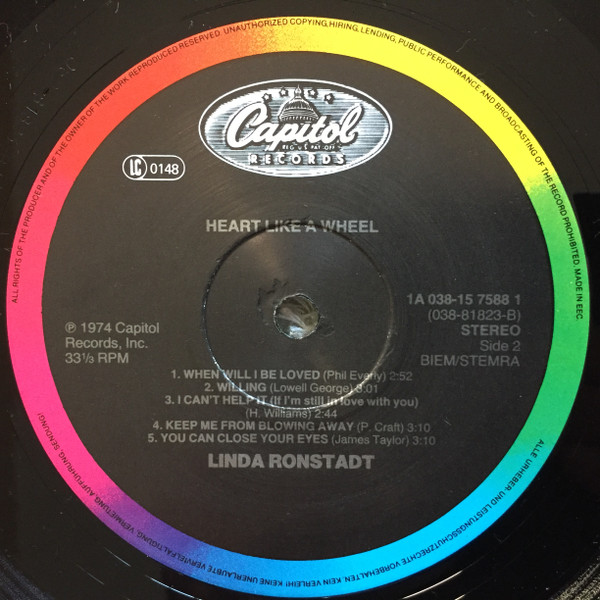 ALL RIGHTS OF THE PRODUCER AND OF THE OWNER OF THE WORK REPRODUCED RESERVED. UNAUTHORIZED COPYING, HIRING, LENDING, PUBLIC PERFORMANCE AND BROADCASTING OF THE RECORD PROHIBITED. MADE IN EEC.
Capitol
REG. U.S. PAT. OFF.
RECORDS
LC 0148
HEART LIKE A WHEEL
1A 038-15 7588 1
(038-81823-B)
STEREO
Side 2
BIEM/STEMRA
℗ 1974 Capitol
Records, Inc.
33⅓ RPM
1. WHEN WILL I BE LOVED (Phil Everly) 2:52
2. WILLING (Lowell George) 3:01
3. I CAN'T HELP IT (If I'm still in love with you)
(H. Williams) 2:44
4. KEEP ME FROM BLOWING AWAY (P. Craft) 3:10
5. YOU CAN CLOSE YOUR EYES (James Taylor) 3:10
LINDA RONSTADT
ALLE URHEBER- UND LEISTUNGSSCHUTZRECHTE VORBEHALTEN. KEIN VERLEIH! KEINE UNERLAUBTE VERVIELFÄLTIGUNG, VERMIETUNG, AUFFÜHRUNG, SENDUNG!